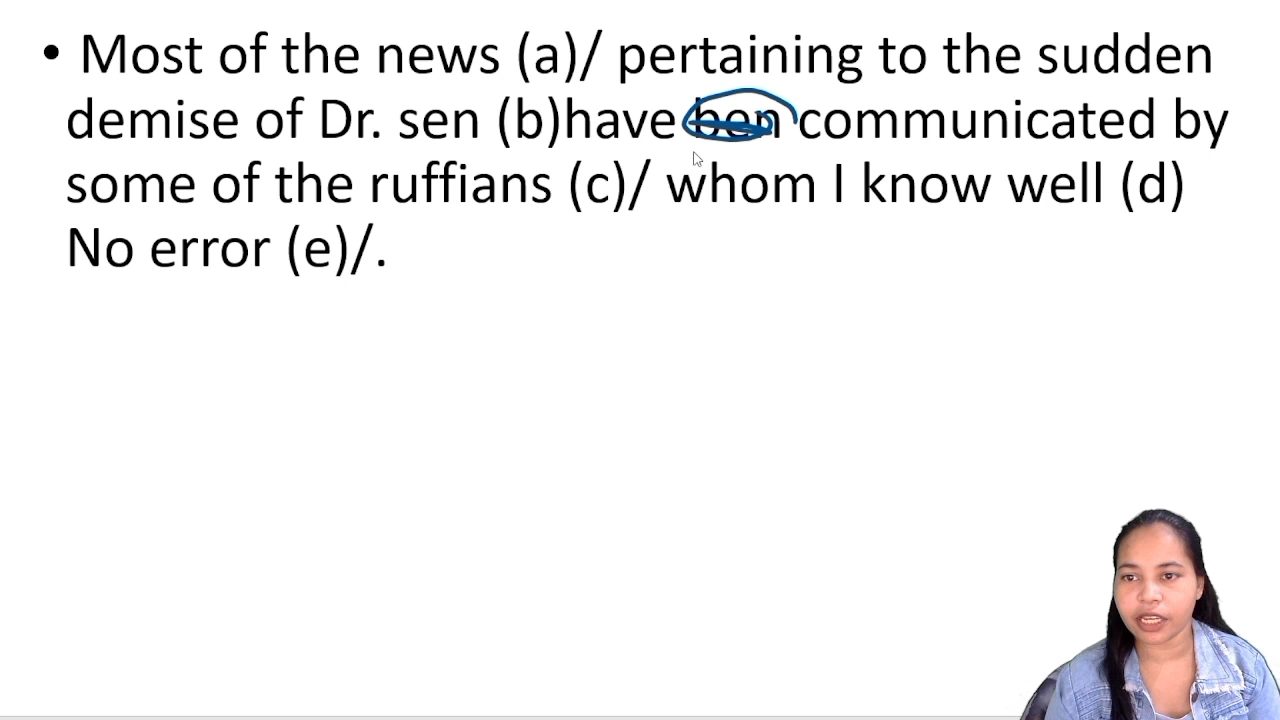 • Most of the news (a)/ pertaining to the sudden
demise of Dr. sen (b)have ben communicated by
some of the ruffians (c)/ whom I know well (d)
No error (e)/.